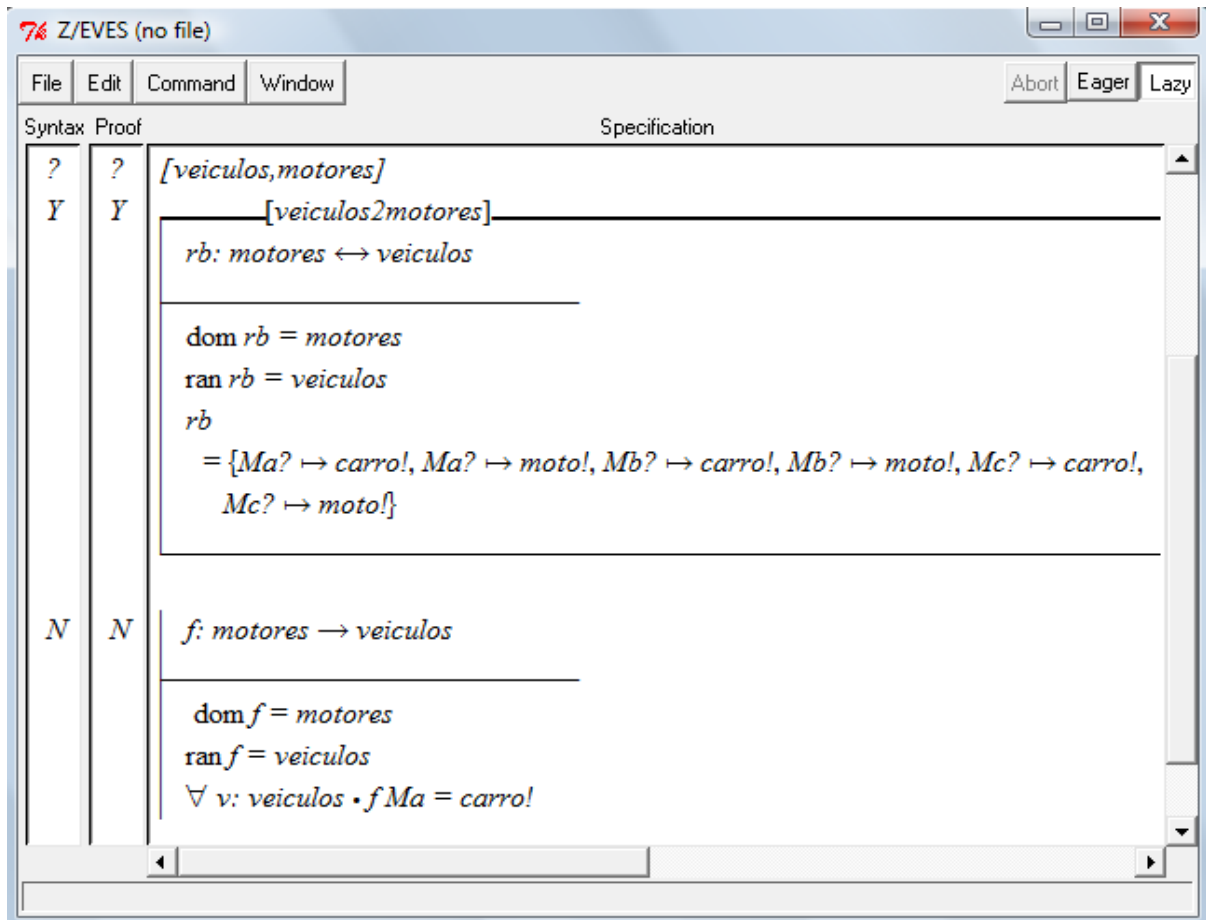 Z/EVES (no file)
File Edit Command Window Abort Eager Lazy
Syntax Proof Specification
? ? [veiculos,motores]
Y Y [veiculos2motores]
rb: motores ↔ veiculos
dom rb = motores
ran rb = veiculos
rb
= {Ma? ↦ carro!, Ma? ↦ moto!, Mb? ↦ carro!, Mb? ↦ moto!, Mc? ↦ carro!,
Mc? ↦ moto!}
N N f: motores → veiculos
dom f = motores
ran f = veiculos
∀ v: veiculos • f Ma = carro!